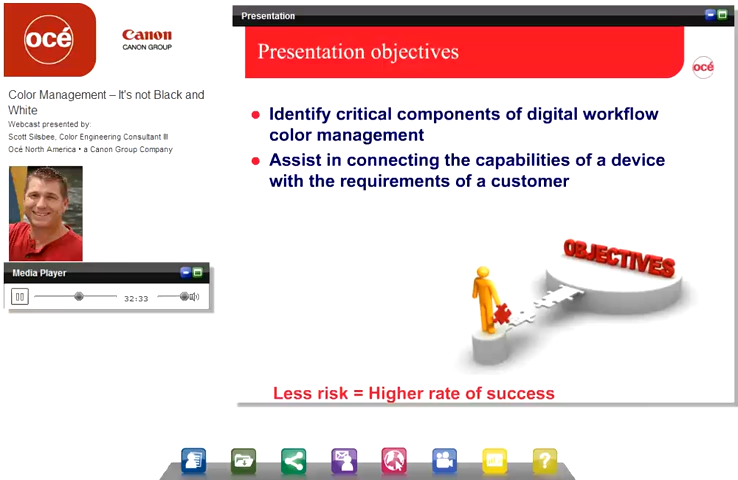 océ
Canon
CANON GROUP
Color Management – It's not Black and
White
Webcast presented by:
Scott Silsbee, Color Engineering Consultant III
Océ North America • a Canon Group Company
Media Player
32:33
Presentation
Presentation objectives
océ
Identify critical components of digital workflow
color management
Assist in connecting the capabilities of a device
with the requirements of a customer
OBJECTIVES
Less risk = Higher rate of success
?